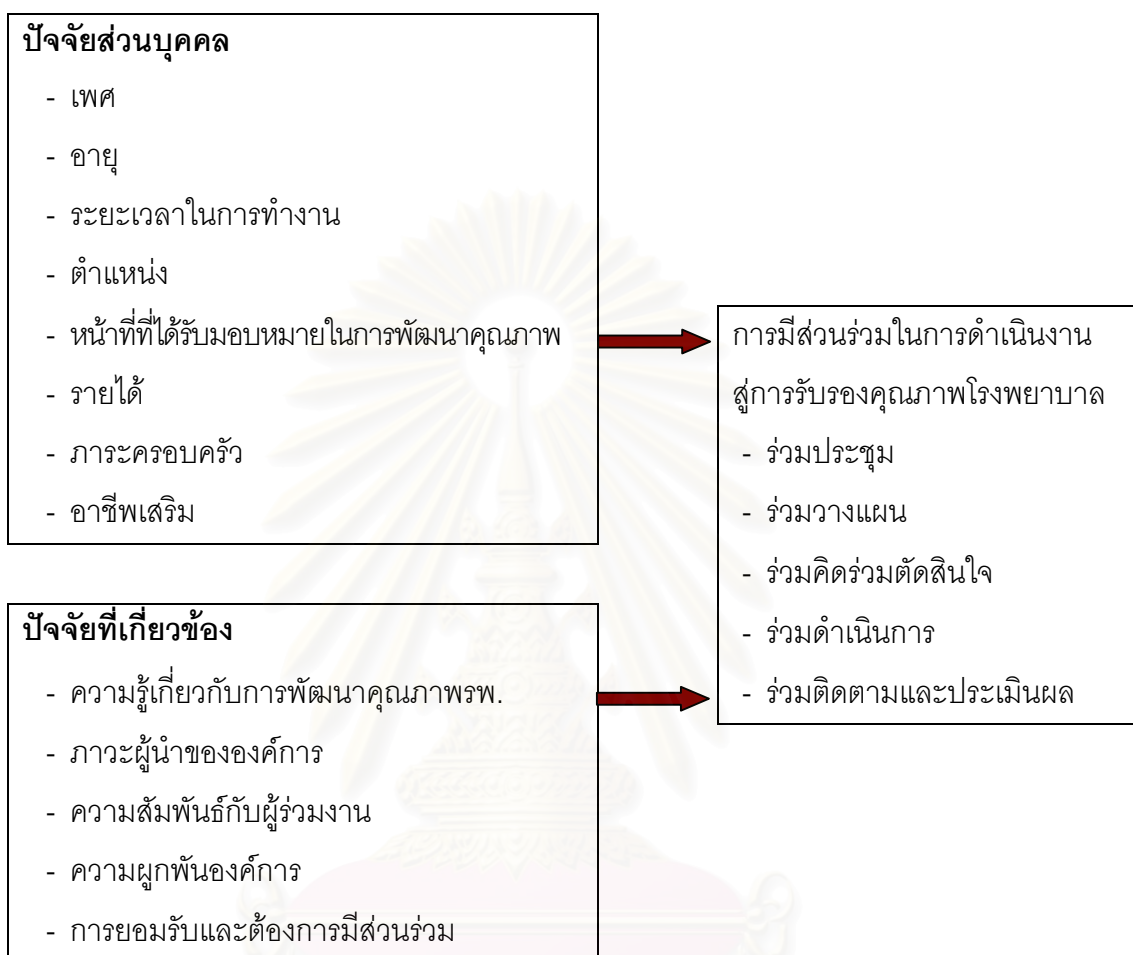 ปัจจัยส่วนบุคคล
- เพศ
- อายุ
- ระยะเวลาในการทำงาน
- ตำแหน่ง
- หน้าที่ที่ได้รับมอบหมายในการพัฒนาคุณภาพ
- รายได้
- ภาระครอบครัว
- อาชีพเสริม
ปัจจัยที่เกี่ยวข้อง
- ความรู้เกี่ยวกับการพัฒนาคุณภาพรพ.
- ภาวะผู้นำขององค์การ
- ความสัมพันธ์กับผู้ร่วมงาน
- ความผูกพันองค์การ
- การยอมรับและต้องการมีส่วนร่วม
การมีส่วนร่วมในการดำเนินงาน
สู่การรับรองคุณภาพโรงพยาบาล
- ร่วมประชุม
- ร่วมวางแผน
- ร่วมคิดร่วมตัดสินใจ
- ร่วมดำเนินการ
- ร่วมติดตามและประเมินผล